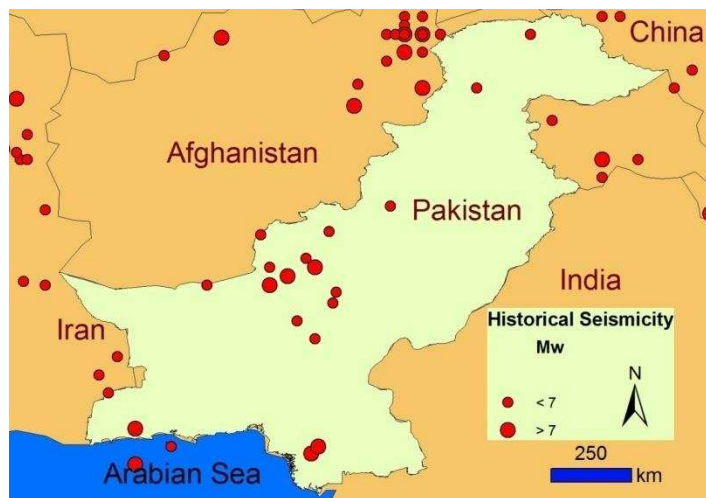 China
Afghanistan
Pakistan
India
Iran
Arabian Sea
Historical Seismicity
Mw
< 7
> 7
N
250
km